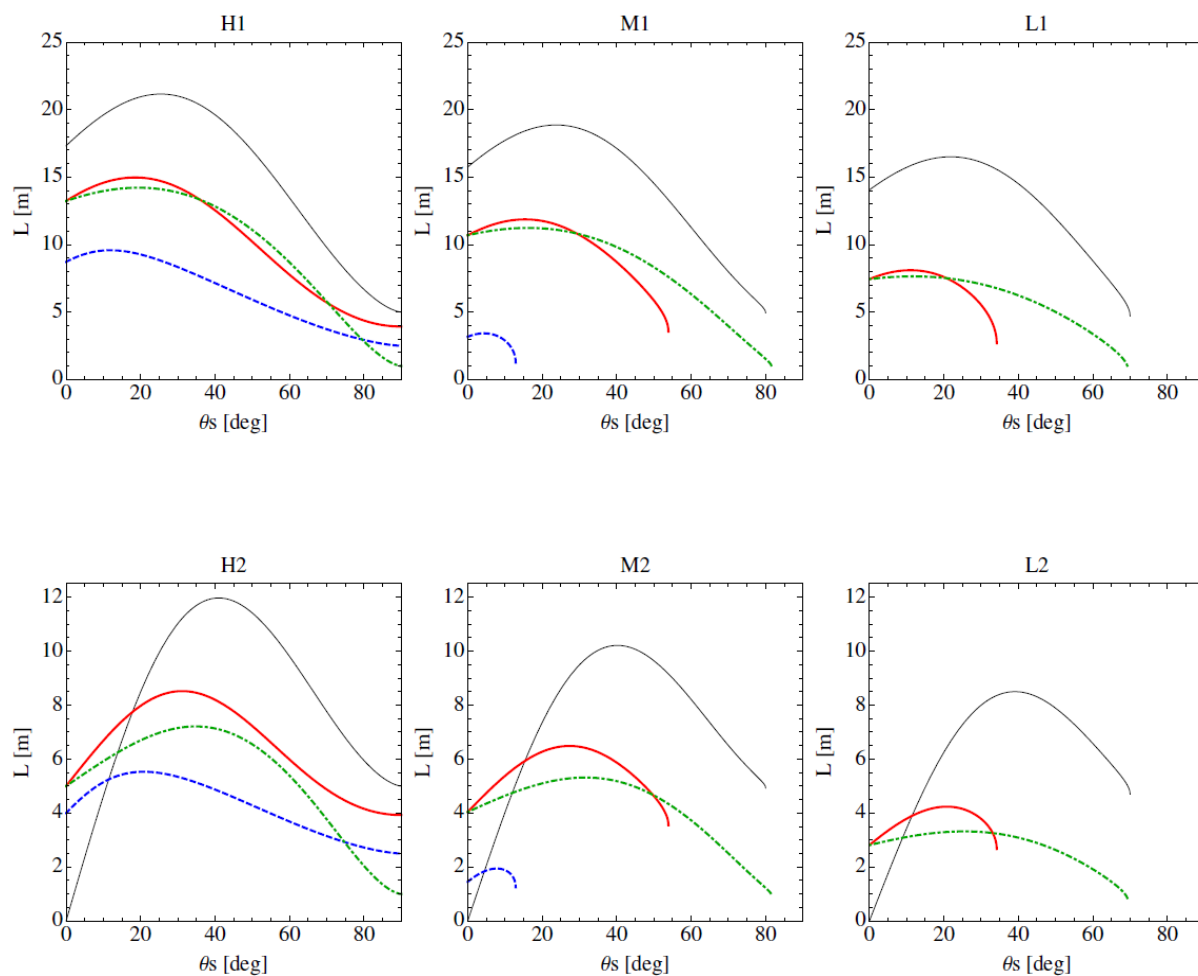 H1 M1 L1
25 25 25
20 20 20
15 15 15
L [m] L [m] L [m]
10 10 10
5 5 5
0 0 0
0 20 40 60 80 0 20 40 60 80 0 20 40 60 80
θs [deg] θs [deg] θs [deg]
H2 M2 L2
12 12 12
10 10 10
8 8 8
L [m] L [m] L [m]
6 6 6
4 4 4
2 2 2
0 0 0
0 20 40 60 80 0 20 40 60 80 0 20 40 60 80
θs [deg] θs [deg] θs [deg]